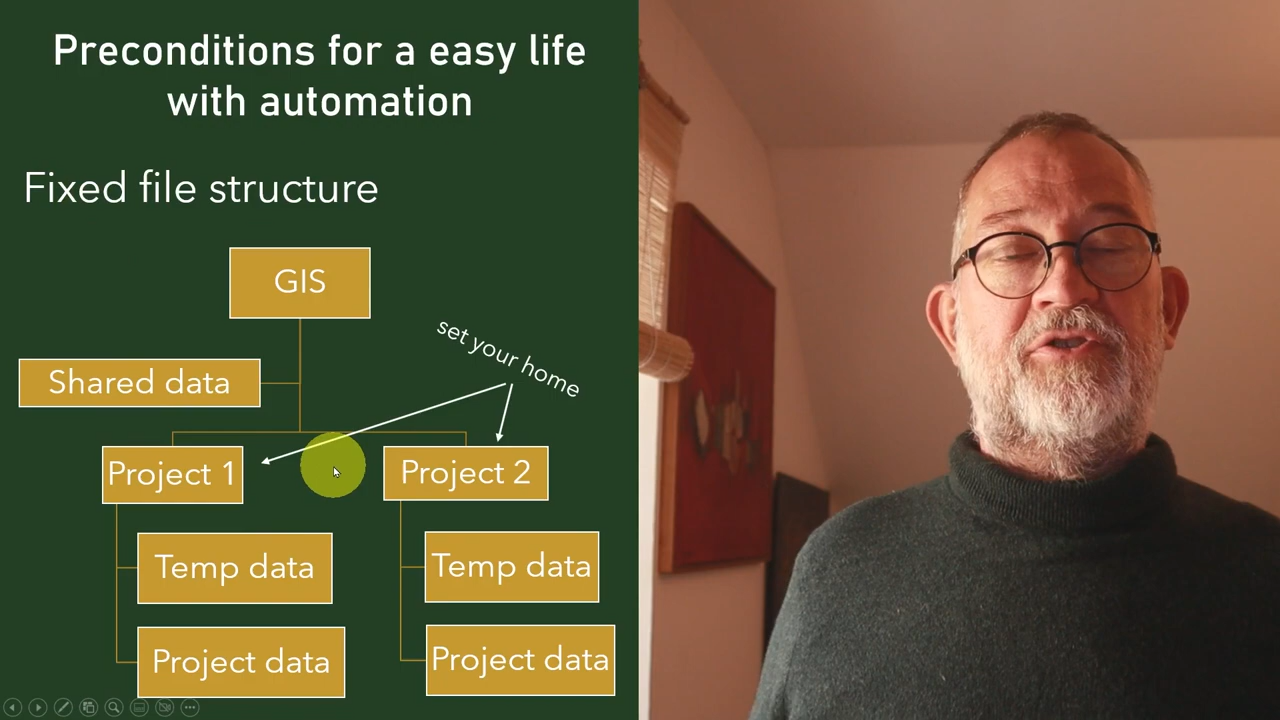 Preconditions for a easy life
with automation
Fixed file structure
GIS
set your home
Shared data
Project 1
Project 2
Temp data
Temp data
Project data
Project data